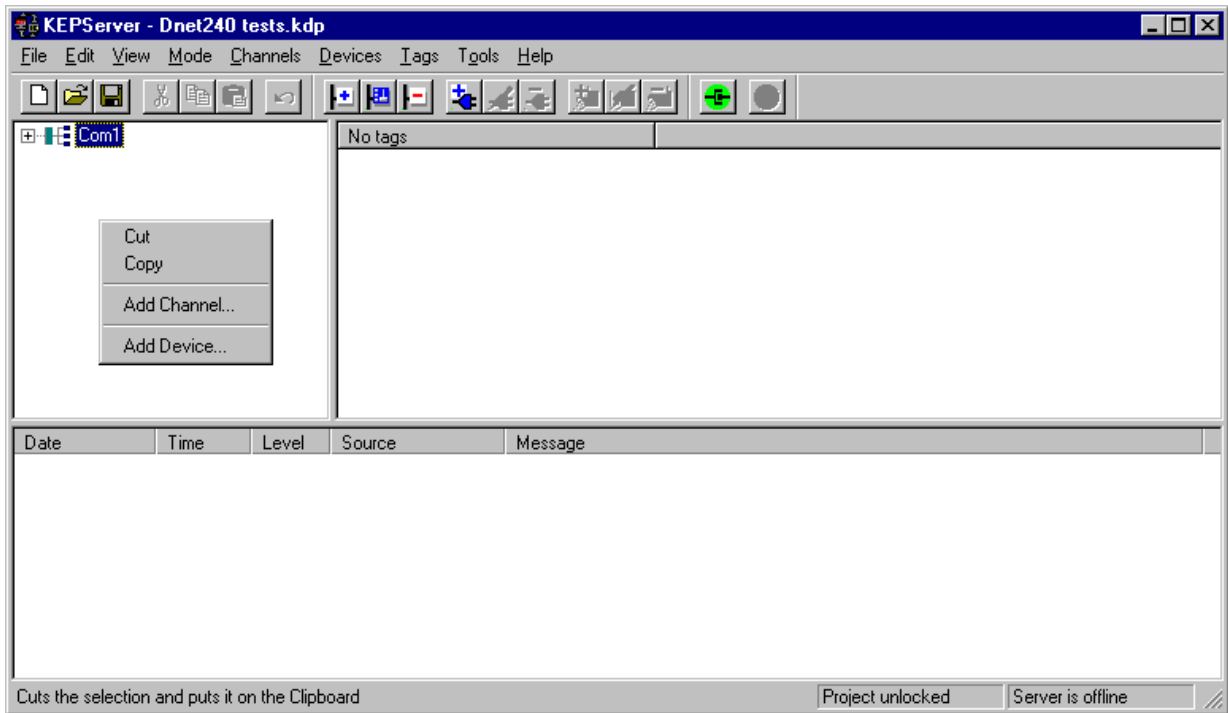 KEPServer - Dnet240 tests.kdp
File Edit View Mode Channels Devices Tags Tools Help
Com1
No tags
Cut
Copy
Add Channel...
Add Device...
Date Time Level Source Message
Cuts the selection and puts it on the Clipboard Project unlocked Server is offline